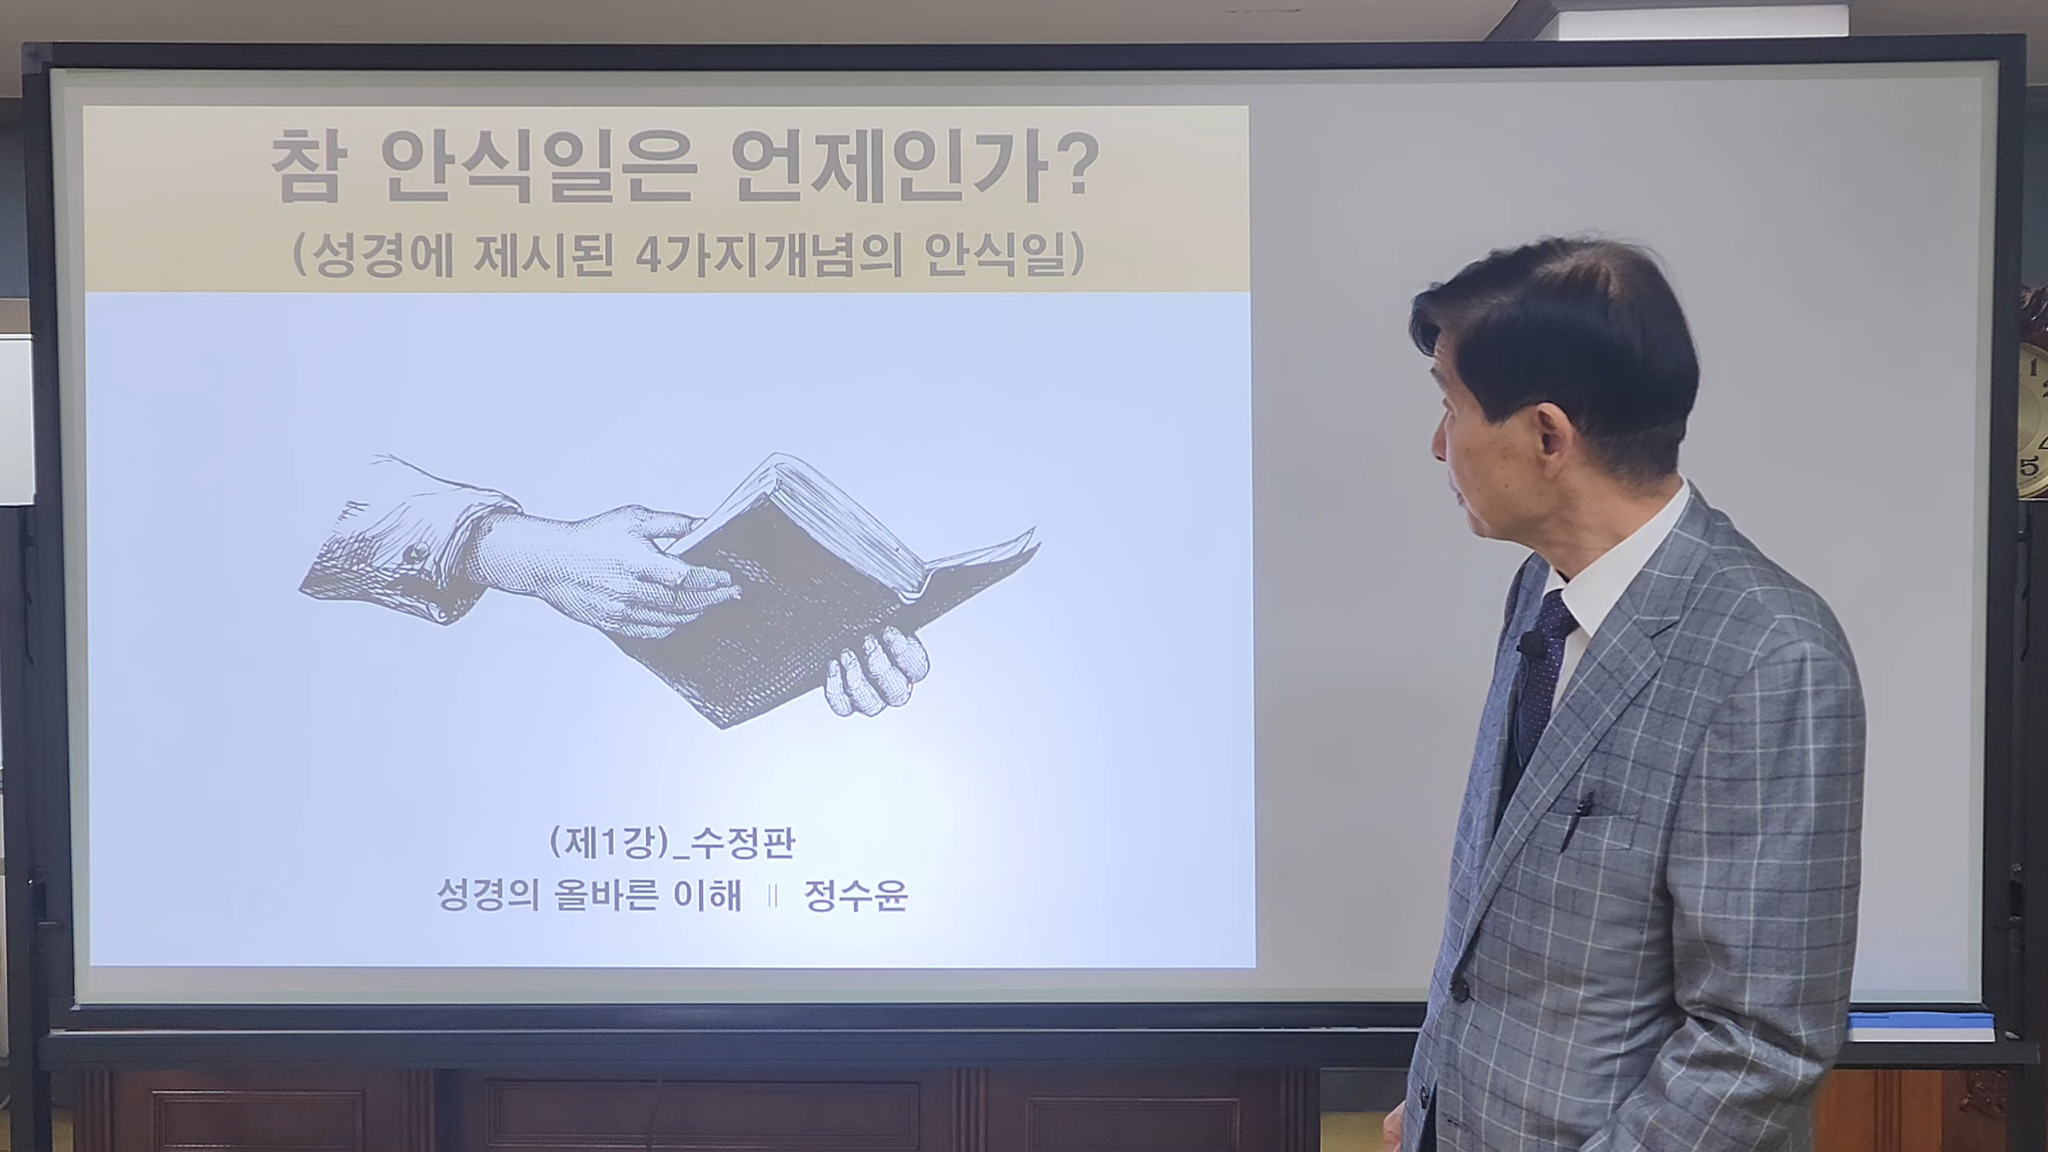 참 안식일은 언제인가?
(성경에 제시된 4가지개념의 안식일)
(제1강)_수정판
성경의 올바른 이해 || 정수윤
1
5